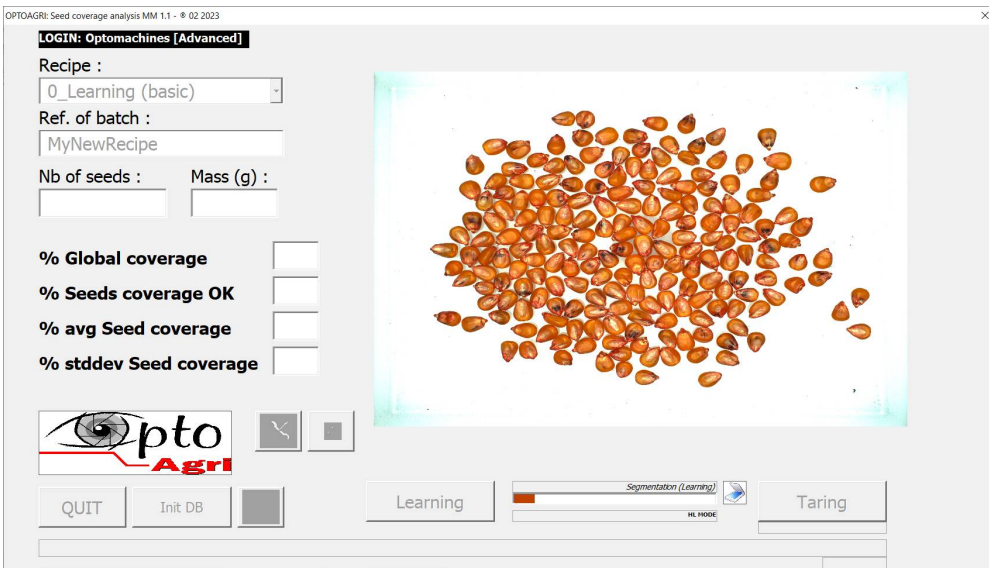 OPTOAGRI: Seed coverage analysis MM 1.1 - ® 02 2023
LOGIN: Optomachines [Advanced]
Recipe :
0_Learning (basic)
Ref. of batch :
MyNewRecipe
Nb of seeds :
Mass (g) :
% Global coverage
% Seeds coverage OK
% avg Seed coverage
% stddev Seed coverage
Opto
Agri
QUIT
Init DB
Learning
Segmentation (Learning)
HL MODE
Taring